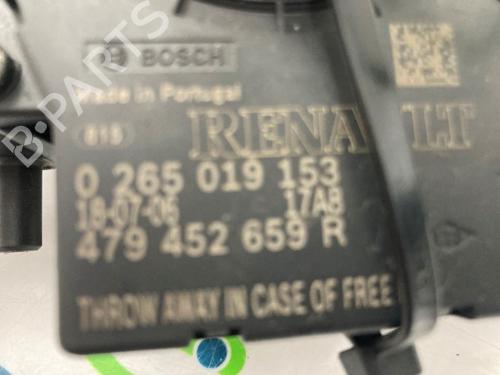 BOSCH
Made in Portugal
RENAULT
0 265 019 153
18-07-06 17A8
479 452 659 R
THROW AWAY IN CASE OF FREE
B-PARTS